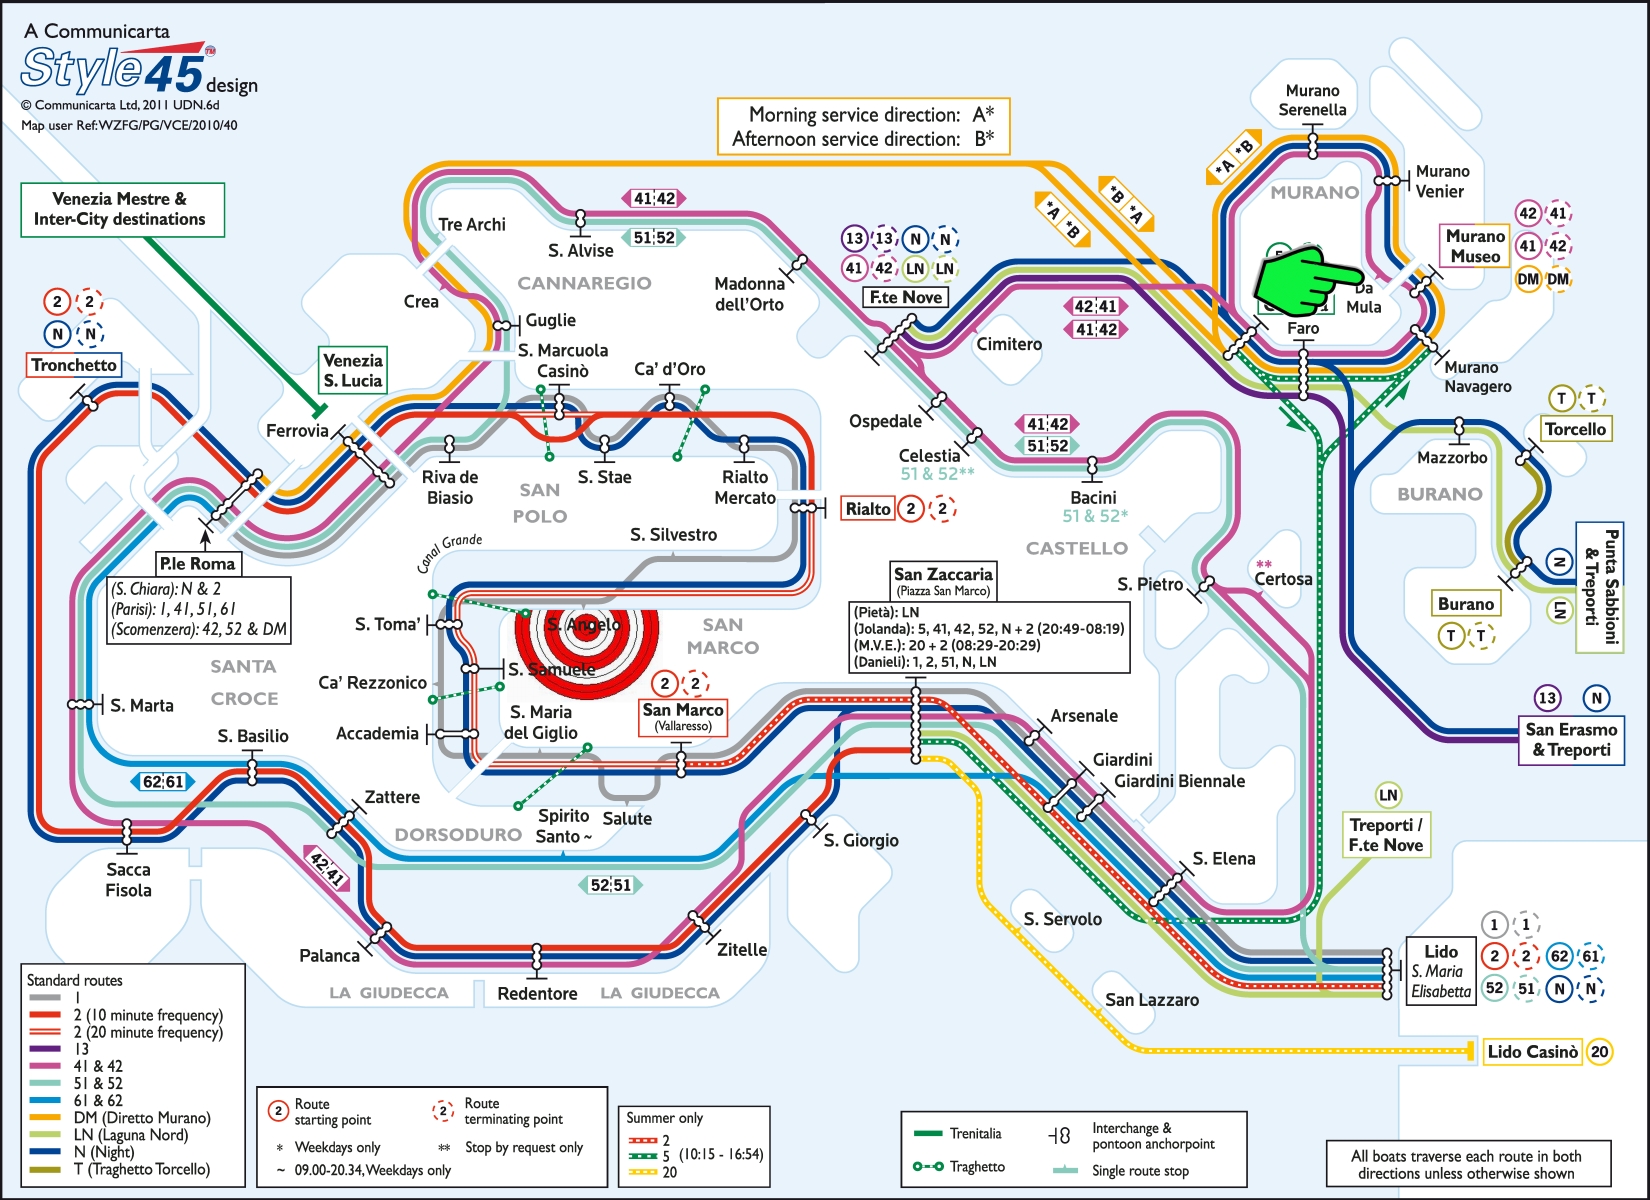 A Communicarta
Style45™
design
© Communicarta Ltd, 2011 UDN.6d
Map user Ref:WZFG/PG/VCE/2010/40
Morning service direction: A*
Afternoon service direction: B*
Venezia Mestre &
Inter-City destinations
Tre Archi
41 42
S. Alvise
51 52
CANNAREGIO
Crea
Guglie
Madonna
dell'Orto
13 13 N N
41 42 LN LN
F.te Nove
*A *B
*B *A
*A *B
Murano
Serenella
MURANO
Murano
Venier
42 41
41 42
DM DM
Murano
Museo
Da
Mula
Faro
Murano
Navagero
42 41
41 42
Cimitero
2 2
N N
Tronchetto
Venezia
S. Lucia
Ferrovia
S. Marcuola
Casinò
Ca' d'Oro
Riva de
Biasio
S. Stae
Rialto
Mercato
SAN
POLO
Rialto 2 2
S. Silvestro
Canal Grande
Ospedale
Celestia
51 & 52**
41 42
51 52
Bacini
51 & 52*
CASTELLO
S. Pietro
**
Certosa
T T
Torcello
Mazzorbo
BURANO
Burano
T T
N
LN
Punta Sabbioni
& Treporti
13 N
San Erasmo
& Treporti
P.le Roma
(S. Chiara): N & 2
(Parisi): 1, 41, 51, 61
(Scomenzera): 42, 52 & DM
SANTA
CROCE
S. Marta
S. Basilio
62 61
S. Toma'
S. Angelo
S. Samuele
Ca' Rezzonico
Accademia
S. Maria
del Giglio
SAN
MARCO
2 2
San Marco
(Vallaresso)
San Zaccaria
(Piazza San Marco)
(Pietà): LN
(Jolanda): 5, 41, 42, 52, N + 2 (20:49-08:19)
(M.V.E.): 20 + 2 (08:29-20:29)
(Danieli): 1, 2, 51, N, LN
Arsenale
Giardini
Giardini Biennale
S. Elena
Zattere
DORSODURO
Spirito
Santo ~
Salute
S. Giorgio
52 51
42 41
Sacca
Fisola
Palanca
LA GIUDECCA
Redentore
LA GIUDECCA
Zitelle
S. Servolo
San Lazzaro
LN
Treporti /
F.te Nove
1 1
2 2 62 61
52 51 N N
Lido
S. Maria
Elisabetta
Lido Casinò 20
Standard routes
1
2 (10 minute frequency)
2 (20 minute frequency)
13
41 & 42
51 & 52
61 & 62
DM (Diretto Murano)
LN (Laguna Nord)
N (Night)
T (Traghetto Torcello)
2 Route
starting point
2 Route
terminating point
* Weekdays only
** Stop by request only
~ 09.00-20.34, Weekdays only
Summer only
2
5 (10:15 - 16:54)
20
Trenitalia
Traghetto
Interchange &
pontoon anchorpoint
Single route stop
All boats traverse each route in both
directions unless otherwise shown